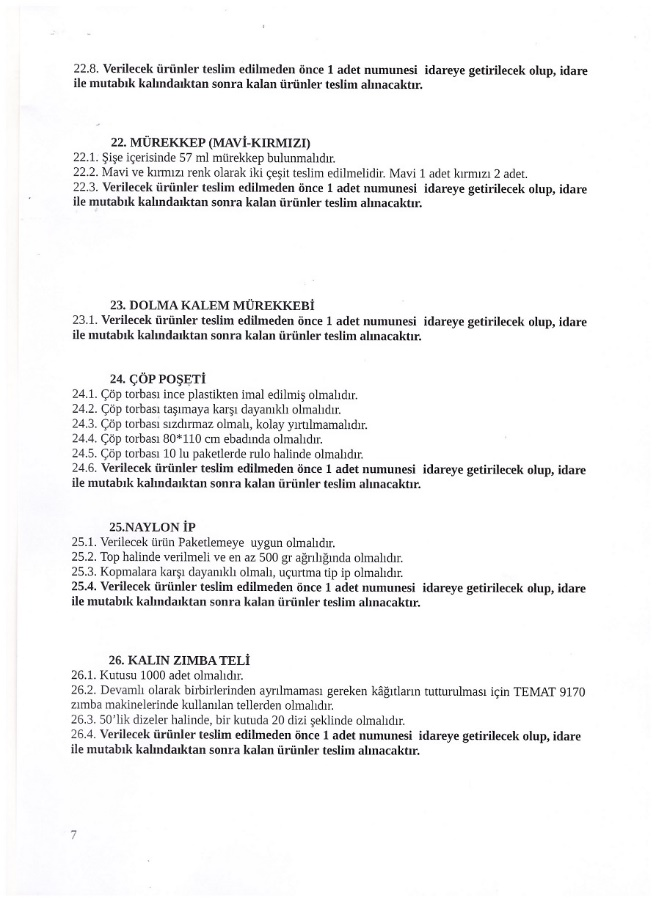 22.8. Verilecek ürünler teslim edilmeden önce 1 adet numunesi idareye getirilecek olup, idare
ile mutabık kalındaıktan sonra kalan ürünler teslim alınacaktır.
22. MÜREKKEP (MAVİ-KIRMIZI)
22.1. Şişe içerisinde 57 ml mürekkep bulunmalıdır.
22.2. Mavi ve kırmızı renk olarak iki çeşit teslim edilmelidir. Mavi 1 adet kırmızı 2 adet.
22.3. Verilecek ürünler teslim edilmeden önce 1 adet numunesi idareye getirilecek olup, idare
ile mutabık kalındaıktan sonra kalan ürünler teslim alınacaktır.
23. DOLMA KALEM MÜREKKEBİ
23.1. Verilecek ürünler teslim edilmeden önce 1 adet numunesi idareye getirilecek olup, idare
ile mutabık kalındaıktan sonra kalan ürünler teslim alınacaktır.
24. ÇÖP POŞETİ
24.1. Çöp torbası ince plastikten imal edilmiş olmalıdır.
24.2. Çöp torbası taşımaya karşı dayanıklı olmalıdır.
24.3. Çöp torbası sızdırmaz olmalı, kolay yırtılmamalıdır.
24.4. Çöp torbası 80*110 cm ebadında olmalıdır.
24.5. Çöp torbası 10 lu paketlerde rulo halinde olmalıdır.
24.6. Verilecek ürünler teslim edilmeden önce 1 adet numunesi idareye getirilecek olup, idare
ile mutabık kalındaıktan sonra kalan ürünler teslim alınacaktır.
25.NAYLON İP
25.1. Verilecek ürün Paketlemeye uygun olmalıdır.
25.2. Top halinde verilmeli ve en az 500 gr ağrılığında olmalıdır.
25.3. Kopmalara karşı dayanıklı olmalı, uçurtma tip ip olmalıdır.
25.4. Verilecek ürünler teslim edilmeden önce 1 adet numunesi idareye getirilecek olup, idare
ile mutabık kalındaıktan sonra kalan ürünler teslim alınacaktır.
26. KALIN ZIMBA TELİ
26.1. Kutusu 1000 adet olmalıdır.
26.2. Devamlı olarak birbirlerinden ayrılmaması gereken kâğıtların tutturulması için TEMAT 9170
zımba makinelerinde kullanılan tellerden olmalıdır.
26.3. 50'lik dizeler halinde, bir kutuda 20 dizi şeklinde olmalıdır.
26.4. Verilecek ürünler teslim edilmeden önce 1 adet numunesi idareye getirilecek olup, idare
ile mutabık kalındaıktan sonra kalan ürünler teslim alınacaktır.
7